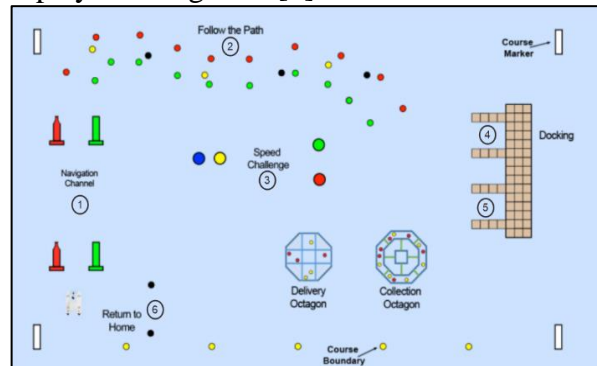 Follow the Path
2
Course
Marker
4
Docking
Speed
Challenge
3
Navigation
Channel
1
5
Delivery
Octagon
Collection
Octagon
Return to
Home
6
Course
Boundary